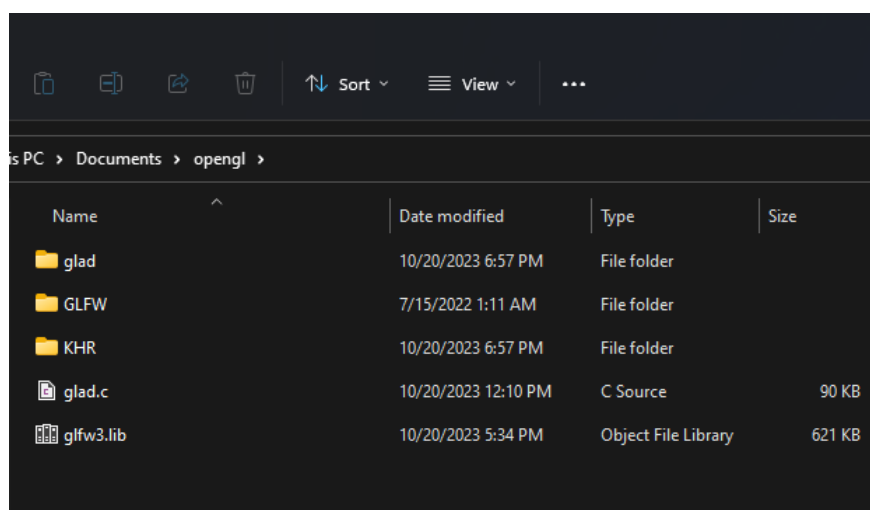 Sort View
is PC > Documents > opengl >
Name Date modified Type Size
glad 10/20/2023 6:57 PM File folder
GLFW 7/15/2022 1:11 AM File folder
KHR 10/20/2023 6:57 PM File folder
glad.c 10/20/2023 12:10 PM C Source 90 KB
glfw3.lib 10/20/2023 5:34 PM Object File Library 621 KB